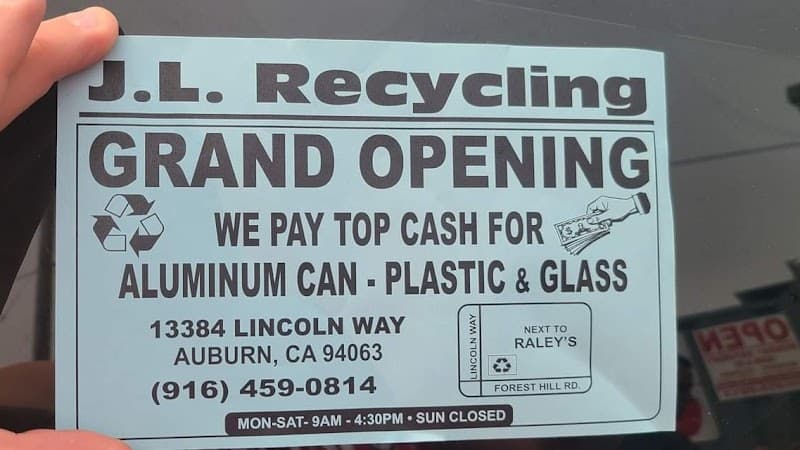 J.L. Recycling
GRAND OPENING
WE PAY TOP CASH FOR
ALUMINUM CAN - PLASTIC & GLASS
13384 LINCOLN WAY
AUBURN, CA 94063
(916) 459-0814
LINCOLN WAY
NEXT TO
RALEY'S
FOREST HILL RD.
MON-SAT- 9AM - 4:30PM • SUN CLOSED
OPEN